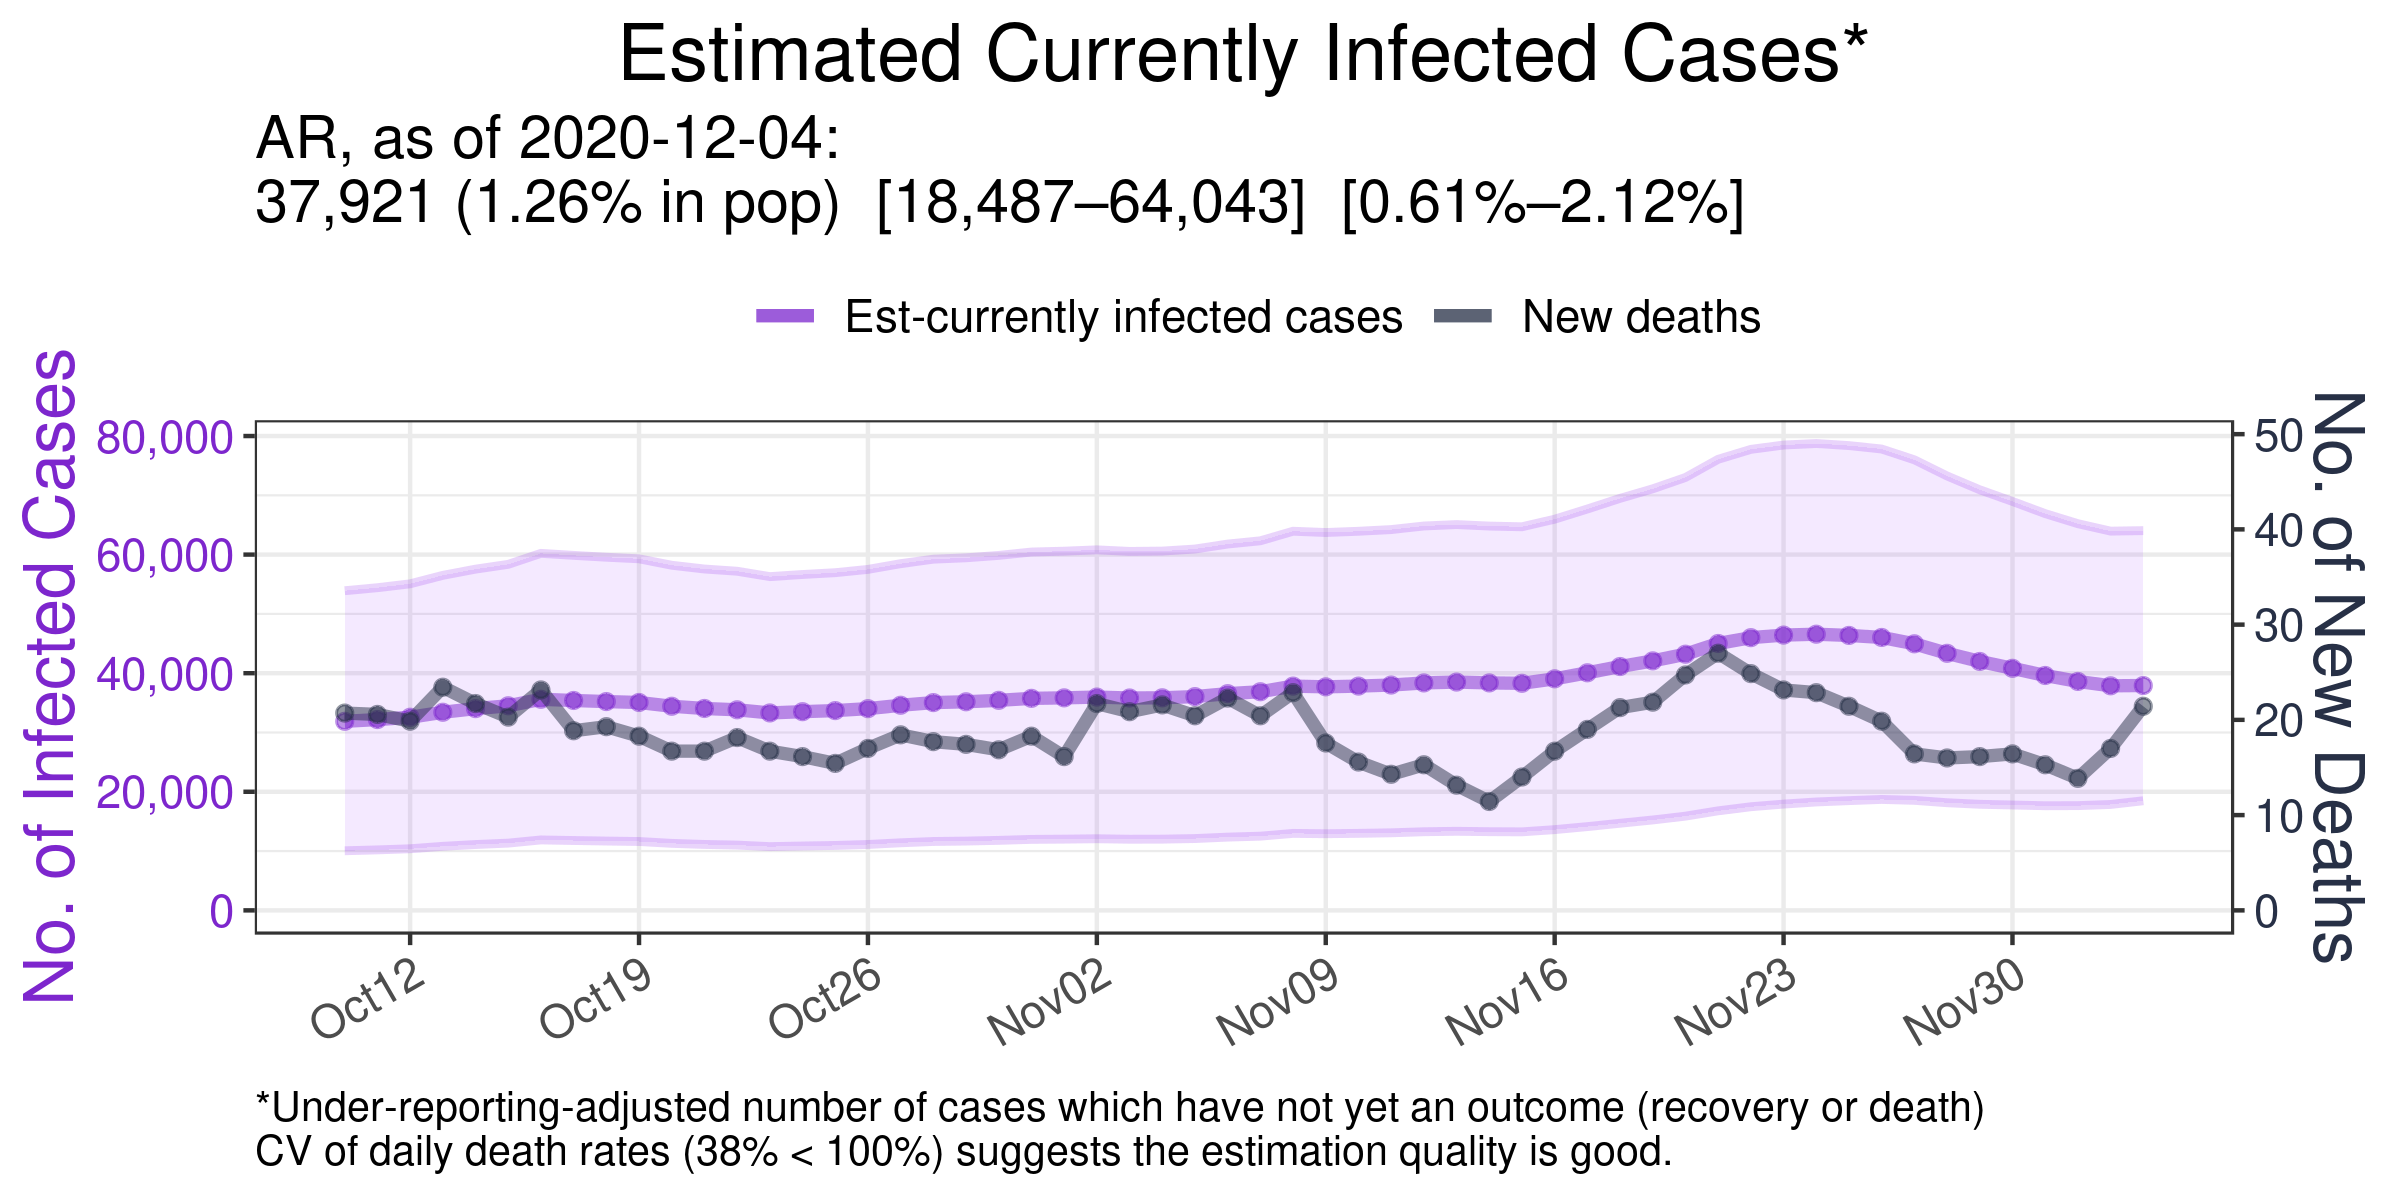 Estimated Currently Infected Cases*
AR, as of 2020-12-04:
37,921 (1.26% in pop)  [18,487–64,043]  [0.61%–2.12%]
Est-currently infected cases
New deaths
No. of Infected Cases
80,000
60,000
40,000
20,000
0
50
40
30
20
10
0
No. of New Deaths
Oct12
Oct19
Oct26
Nov02
Nov09
Nov16
Nov23
Nov30
*Under-reporting-adjusted number of cases which have not yet an outcome (recovery or death)
CV of daily death rates (38% < 100%) suggests the estimation quality is good.